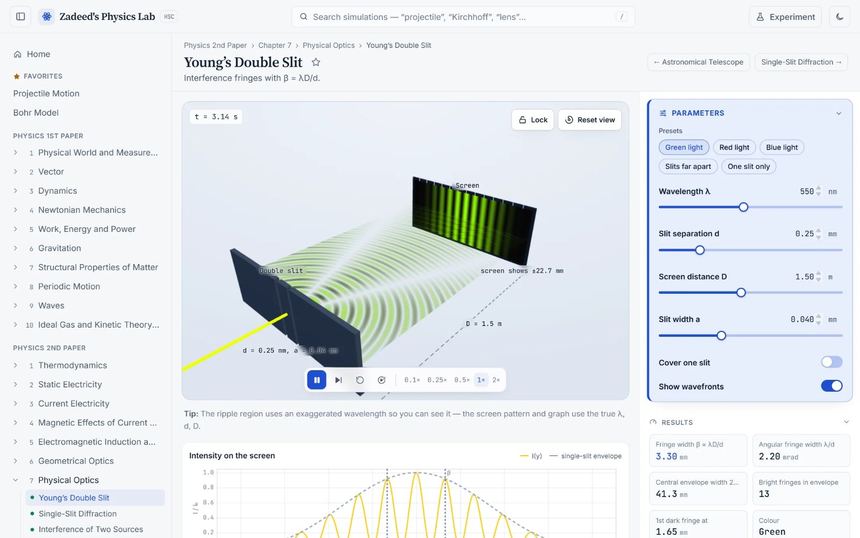 Zadeed's Physics Lab HSC
Search simulations — "projectile", "Kirchhoff", "lens"... /
Experiment
Home
FAVORITES
Projectile Motion
Bohr Model
PHYSICS 1ST PAPER
1 Physical World and Measure...
2 Vector
3 Dynamics
4 Newtonian Mechanics
5 Work, Energy and Power
6 Gravitation
7 Structural Properties of Matter
8 Periodic Motion
9 Waves
10 Ideal Gas and Kinetic Theory...
PHYSICS 2ND PAPER
1 Thermodynamics
2 Static Electricity
3 Current Electricity
4 Magnetic Effects of Current ...
5 Electromagnetic Induction a...
6 Geometrical Optics
7 Physical Optics
Young's Double Slit
Single-Slit Diffraction
Interference of Two Sources
Physics 2nd Paper › Chapter 7 › Physical Optics › Young's Double Slit
Young's Double Slit
Interference fringes with β = λD/d.
← Astronomical Telescope
Single-Slit Diffraction →
t = 3.14 s
Lock
Reset view
Screen
Double slit
screen shows ±22.7 mm
D = 1.5 m
d = 0.25 mm, a = 0.04 mm
0.1× 0.25× 0.5× 1× 2×
Tip: The ripple region uses an exaggerated wavelength so you can see it — the screen pattern and graph use the true λ,
d, D.
Intensity on the screen
I(y) single-slit envelope
β
I/I₀
1.0
0.8
0.6
0.4
0.2
PARAMETERS
Presets
Green light Red light Blue light
Slits far apart One slit only
Wavelength λ 550 nm
Slit separation d 0.25 mm
Screen distance D 1.50 m
Slit width a 0.040 mm
Cover one slit
Show wavefronts
RESULTS
Fringe width β = λD/d
3.30 mm
Angular fringe width λ/d
2.20 mrad
Central envelope width 2...
41.3 mm
Bright fringes in envelope
13
1st dark fringe at
1.65 mm
Colour
Green